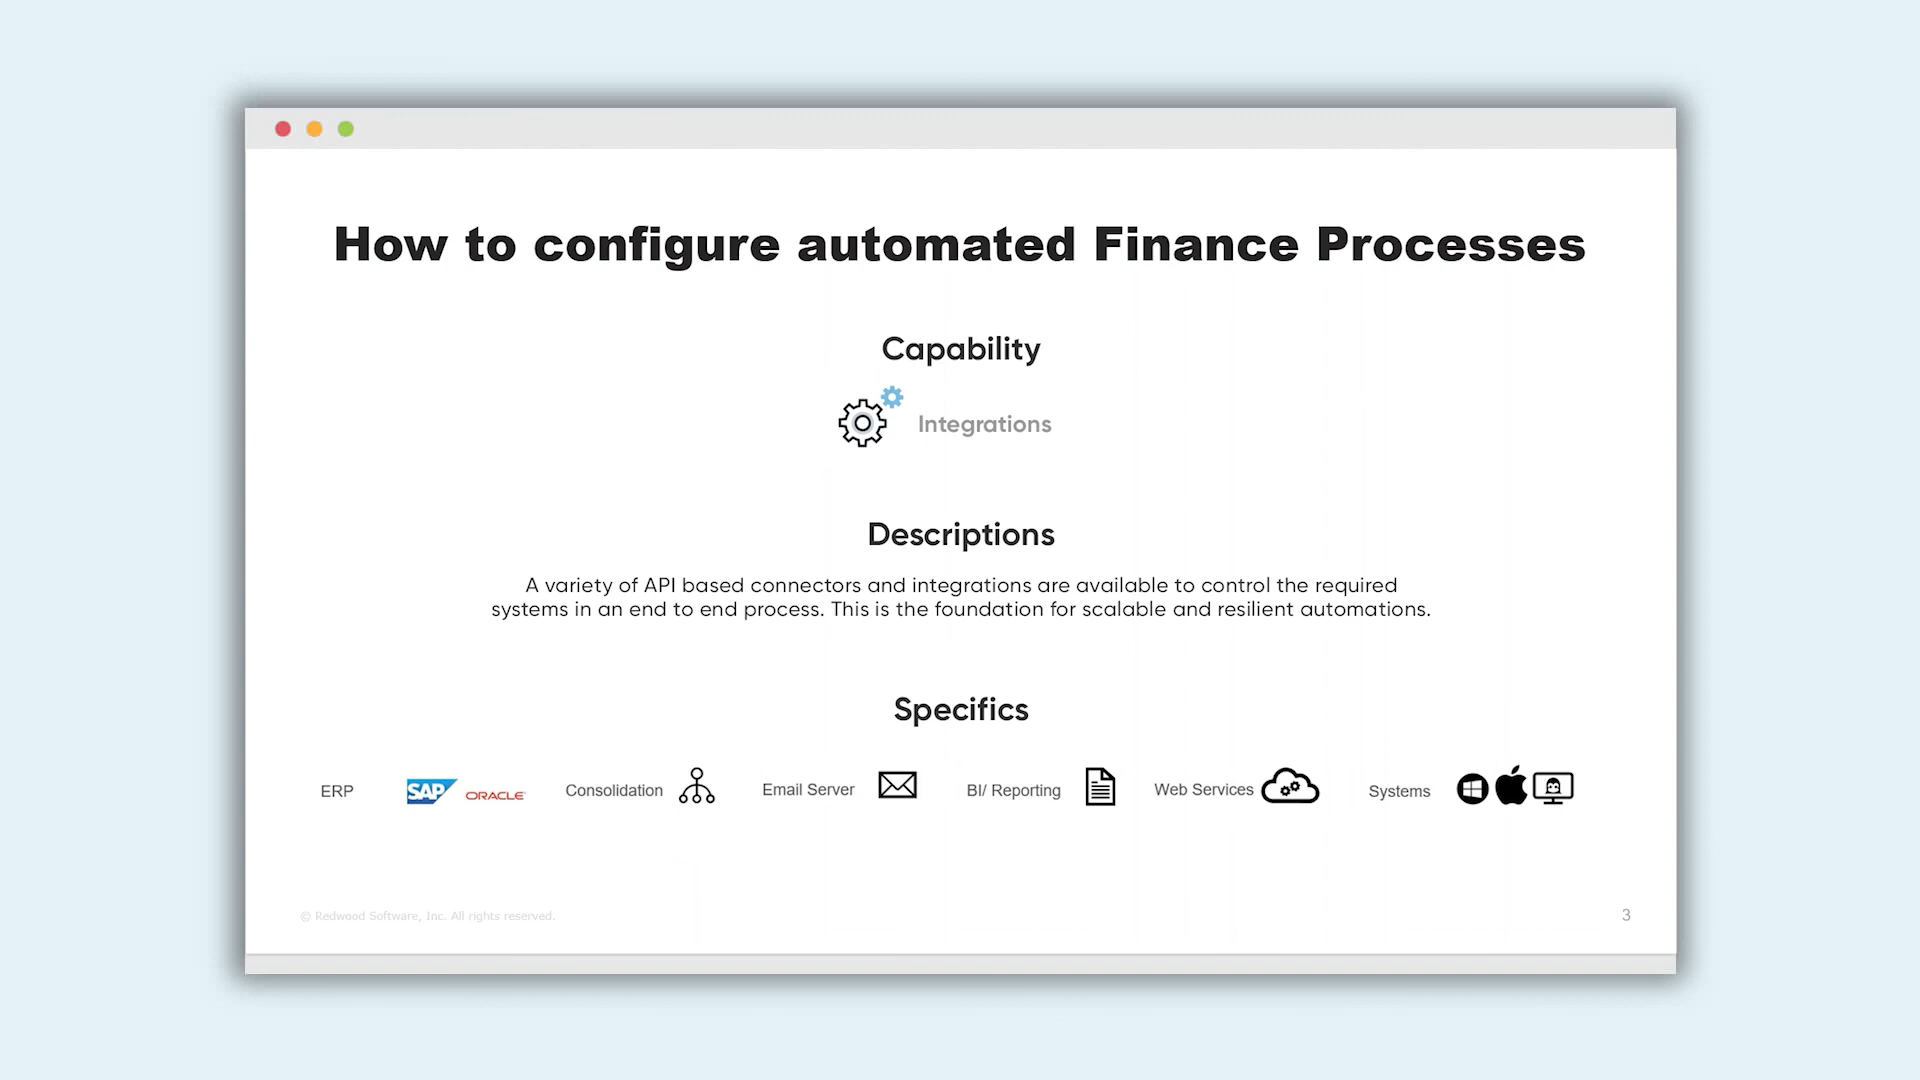 How to configure automated Finance Processes
Capability
Integrations
Descriptions
A variety of API based connectors and integrations are available to control the required
systems in an end to end process. This is the foundation for scalable and resilient automations.
Specifics
ERP SAP ORACLE Consolidation Email Server BI/ Reporting Web Services Systems
© Redwood Software, Inc. All rights reserved. 3